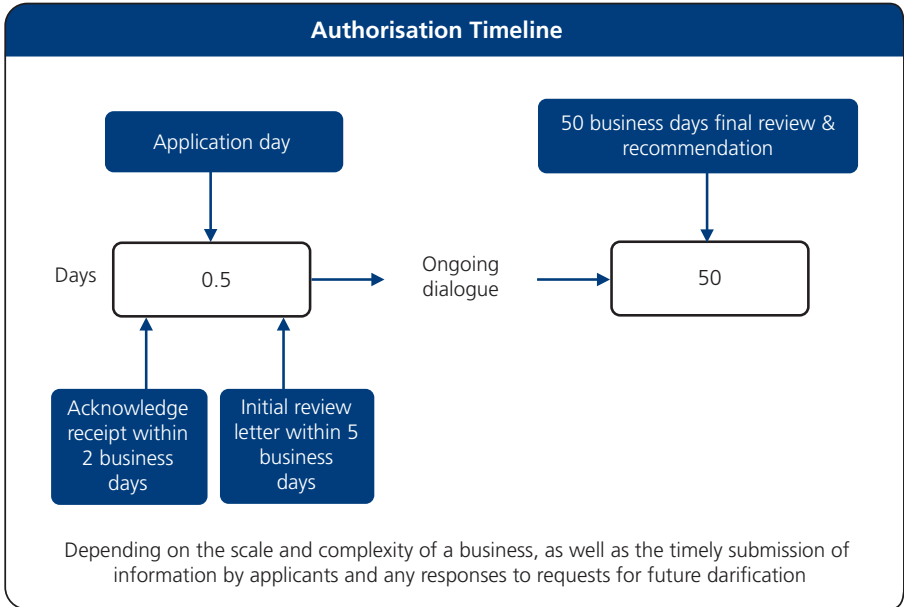 Authorisation Timeline
Application day
50 business days final review &
recommendation
Days
0.5
Ongoing
dialogue
50
Acknowledge
receipt within
2 business
days
Initial review
letter within 5
business
days
Depending on the scale and complexity of a business, as well as the timely submission of
information by applicants and any responses to requests for future darification